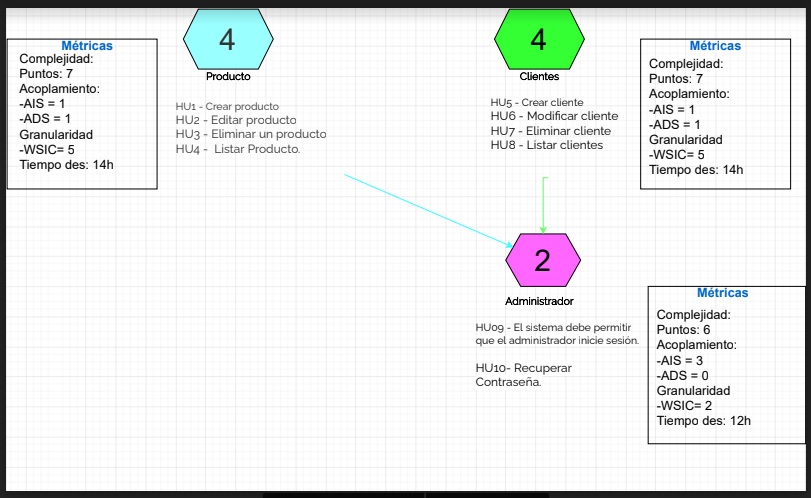 Métricas
Complejidad:
Puntos: 7
Acoplamiento:
-AIS = 1
-ADS = 1
Granularidad
-WSIC= 5
Tiempo des: 14h
4
Producto
HU1 - Crear producto
HU2 - Editar producto
HU3 - Eliminar un producto
HU4 - Listar Producto.
4
Clientes
HU5 - Crear cliente
HU6 - Modificar cliente
HU7 - Eliminar cliente
HU8 - Listar clientes
Métricas
Complejidad:
Puntos: 7
Acoplamiento:
-AIS = 1
-ADS = 1
Granularidad
-WSIC= 5
Tiempo des: 14h
2
Administrador
HU09 - El sistema debe permitir
que el administrador inicie sesión.
HU10- Recuperar
Contraseña.
Métricas
Complejidad:
Puntos: 6
Acoplamiento:
-AIS = 3
-ADS = 0
Granularidad
-WSIC= 2
Tiempo des: 12h